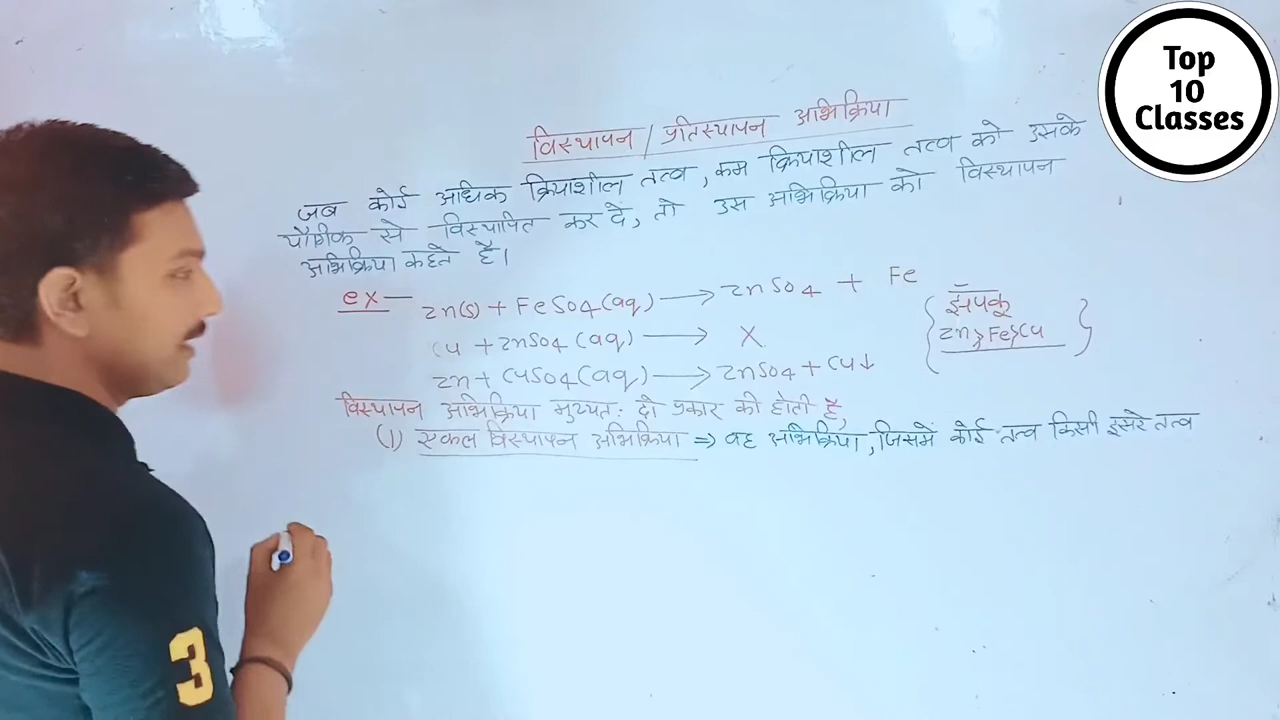 Top
10
Classes
विस्थापन / प्रतिस्थापन अभिक्रिया
जब कोई अधिक क्रियाशील तत्व, कम क्रियाशील तत्व को उसके
यौगिक से विस्थापित कर दे, तो उस अभिक्रिया को विस्थापन
अभिक्रिया कहते हैं।
ex— zn(s) + FeSo4(aq) → znSo4 + Fe
Cu + znSo4 (aq) → X
zn + CuSo4(aq) → znSo4 + Cu↓
zn > Fe > Cu
विस्थापन अभिक्रिया मुख्यत: दो प्रकार की होती है,
(1) एकल विस्थापन अभिक्रिया ⇒ वह अभिक्रिया, जिसमें कोई तत्व किसी दूसरे तत्व
3